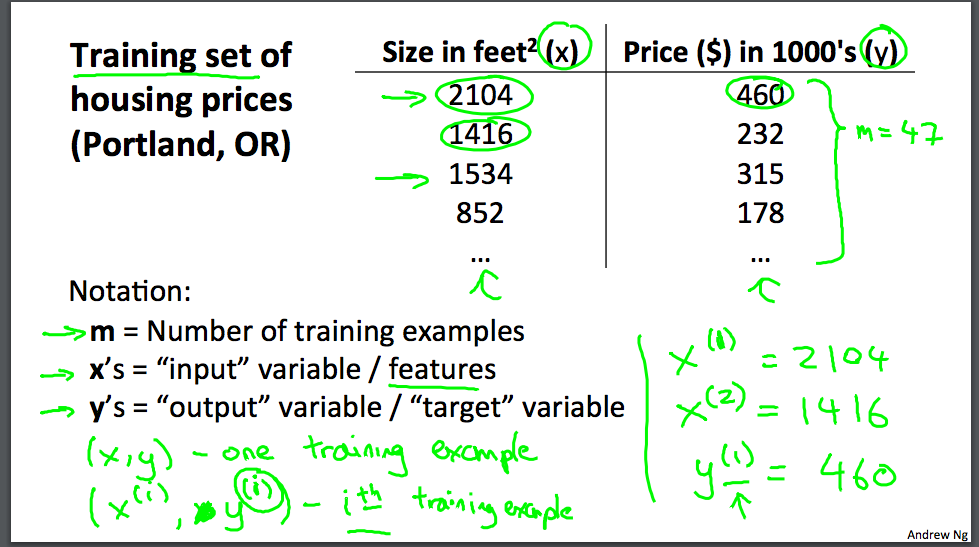 Training set of housing prices (Portland, OR)
Size in feet² (x) Price ($) in 1000's (y)
2104 460
1416 232
1534 315
852 178
... ...
m = 47
Notation:
m = Number of training examples
x's = “input” variable / features
y's = “output” variable / “target” variable
(x,y) - one training example
(x^(i), y^(i)) - i^th training example
x^(1) = 2104
x^(2) = 1416
y^(1) = 460
Andrew Ng